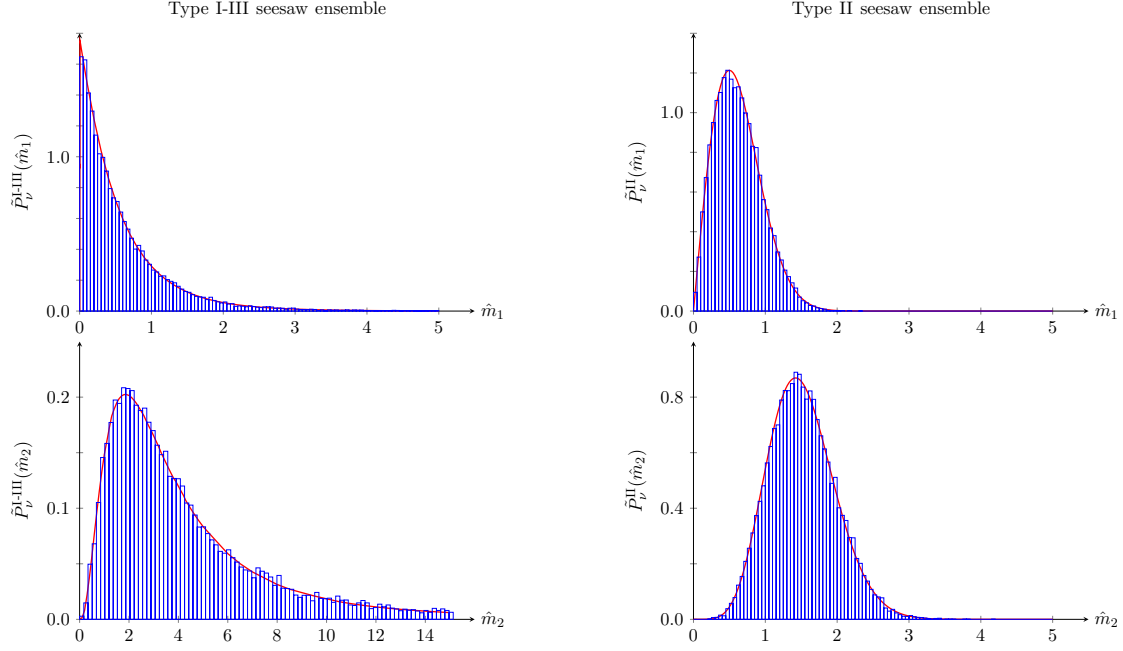 Type I-III seesaw ensemble
Type II seesaw ensemble
P̃ν^I-III(m̂1)
1.0
0.0
0 1 2 3 4 5
m̂1
P̃ν^II(m̂1)
1.0
0.0
0 1 2 3 4 5
m̂1
P̃ν^I-III(m̂2)
0.2
0.1
0.0
0 2 4 6 8 10 12 14
m̂2
P̃ν^II(m̂2)
0.8
0.4
0.0
0 1 2 3 4 5
m̂2